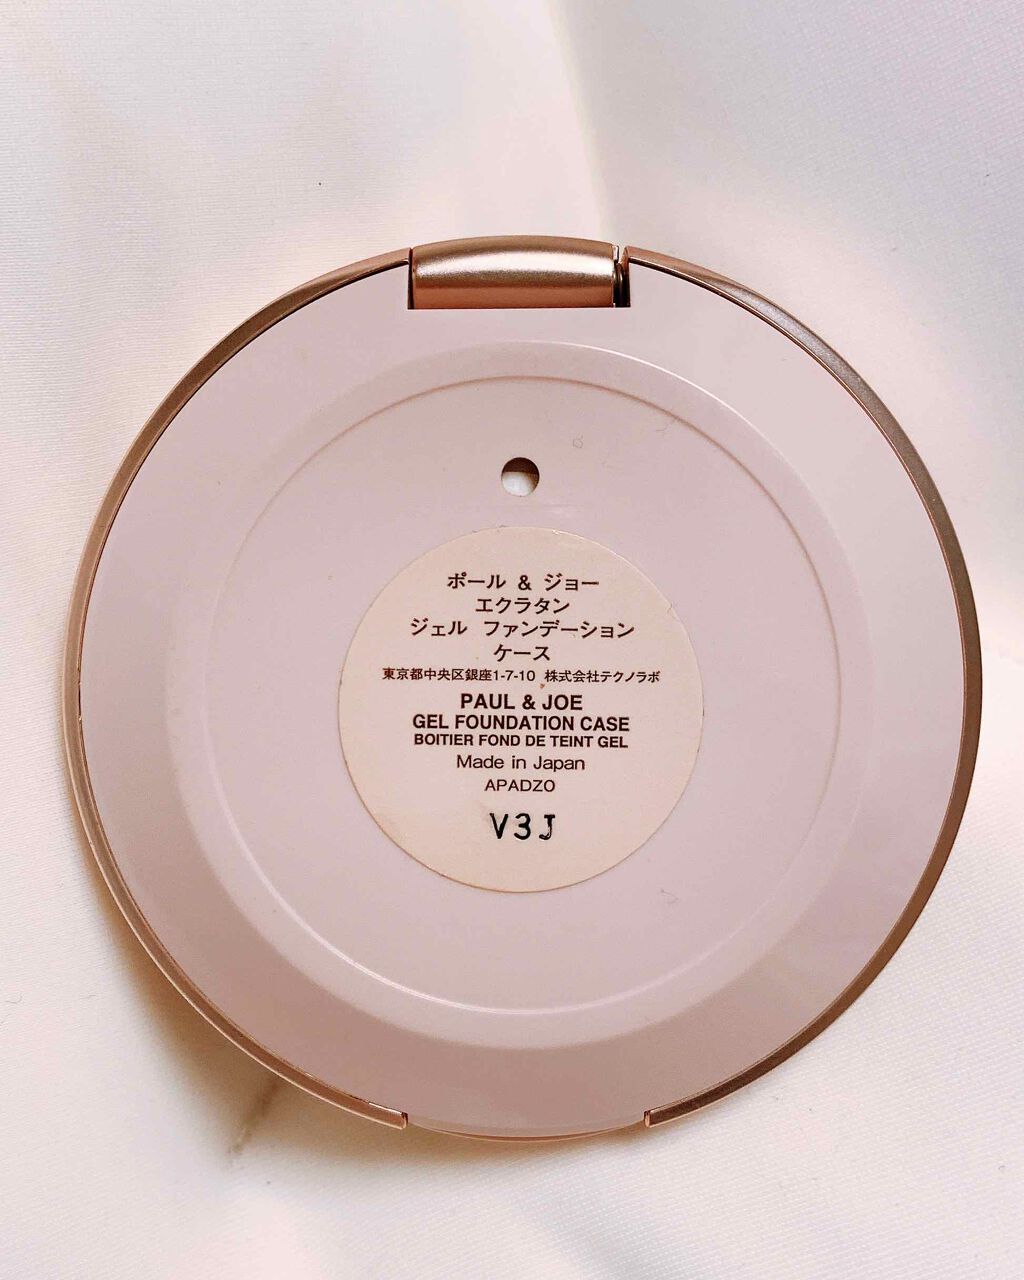 ポール & ジョー
エクラタン
ジェル ファンデーション
ケース
東京都中央区銀座1-7-10 株式会社テクノラボ
PAUL & JOE
GEL FOUNDATION CASE
BOITIER FOND DE TEINT GEL
Made in Japan
APADZO
V3J